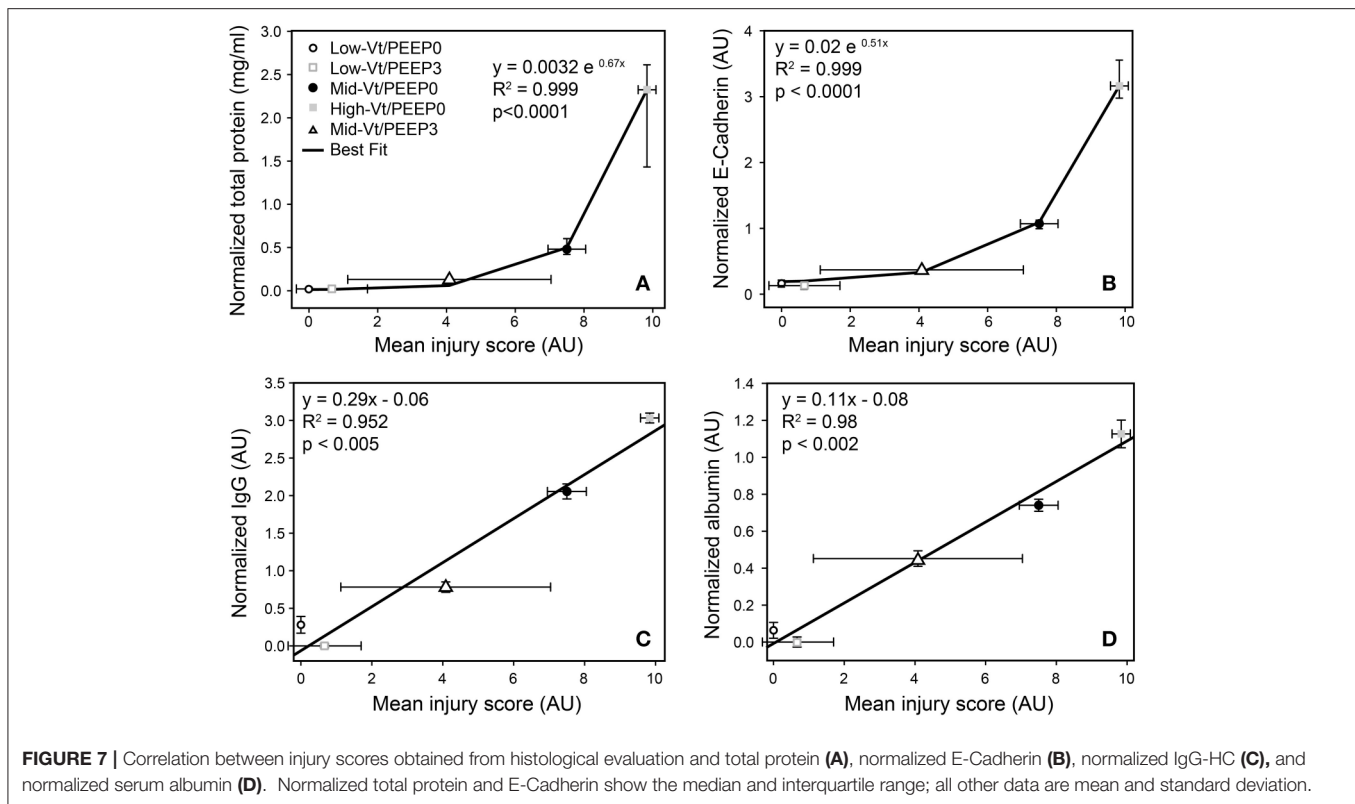 Normalized total protein (mg/ml)
3.0
2.5
2.0
1.5
1.0
0.5
0.0
Low-Vt/PEEP0
Low-Vt/PEEP3
Mid-Vt/PEEP0
High-Vt/PEEP0
Mid-Vt/PEEP3
Best Fit
y = 0.0032 e 0.67x
R² = 0.999
p<0.0001
A
0 2 4 6 8 10
Mean injury score (AU)
Normalized E-Cadherin (AU)
4
3
2
1
0
y = 0.02 e 0.51x
R² = 0.999
p < 0.0001
B
0 2 4 6 8 10
Mean injury score (AU)
Normalized IgG (AU)
3.5
3.0
2.5
2.0
1.5
1.0
0.5
0.0
y = 0.29x - 0.06
R² = 0.952
p < 0.005
C
0 2 4 6 8 10
Mean injury score (AU)
Normalized albumin (AU)
1.4
1.2
1.0
0.8
0.6
0.4
0.2
0.0
y = 0.11x - 0.08
R² = 0.98
p < 0.002
D
0 2 4 6 8 10
Mean injury score (AU)
FIGURE 7 | Correlation between injury scores obtained from histological evaluation and total protein (A), normalized E-Cadherin (B), normalized IgG-HC (C), and
normalized serum albumin (D). Normalized total protein and E-Cadherin show the median and interquartile range; all other data are mean and standard deviation.